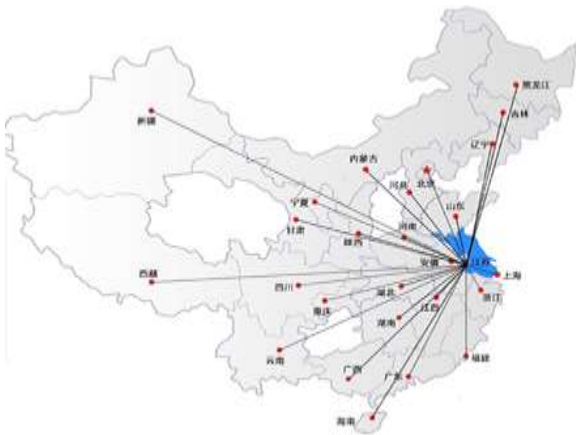 黑龙江
吉林
新疆
辽宁
内蒙古
北京
河北
宁夏
山东
甘肃
河南
陕西
安徽
江苏
西藏
上海
四川
湖北
浙江
重庆
江西
湖南
云南
福建
广西
广东
海南